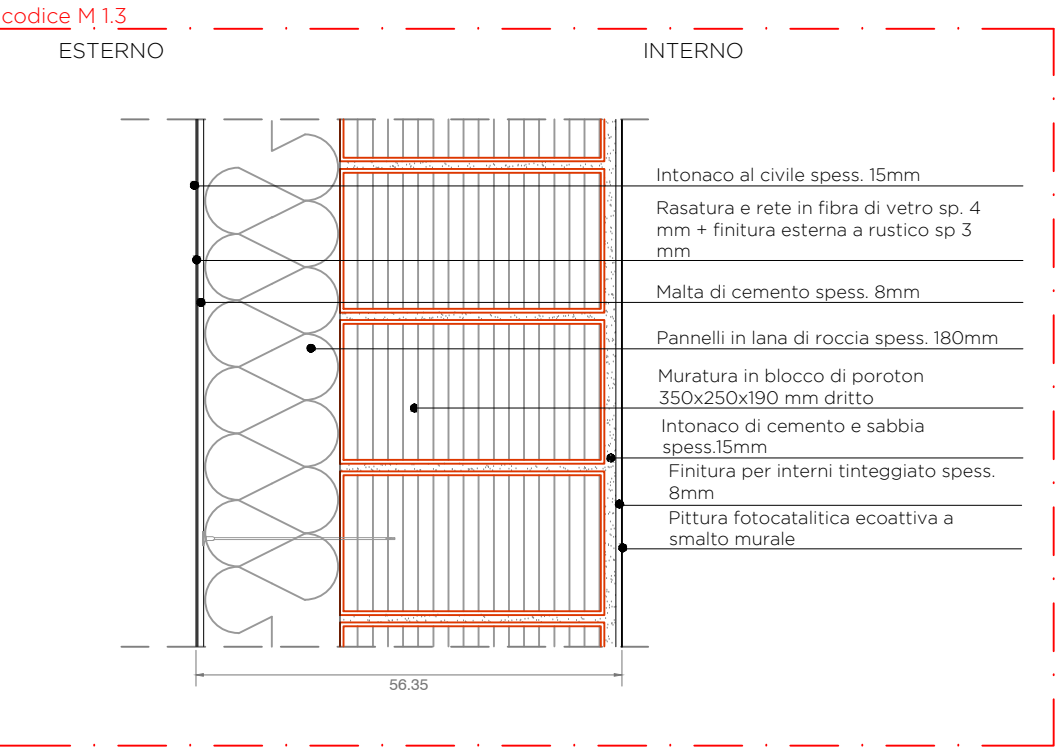 codice M 1.3
ESTERNO
INTERNO
Intonaco al civile spess. 15mm
Rasatura e rete in fibra di vetro sp. 4
mm + finitura esterna a rustico sp 3
mm
Malta di cemento spess. 8mm
Pannelli in lana di roccia spess. 180mm
Muratura in blocco di poroton
350x250x190 mm dritto
Intonaco di cemento e sabbia
spess.15mm
Finitura per interni tinteggiato spess.
8mm
Pittura fotocatalitica ecoattiva a
smalto murale
56.35